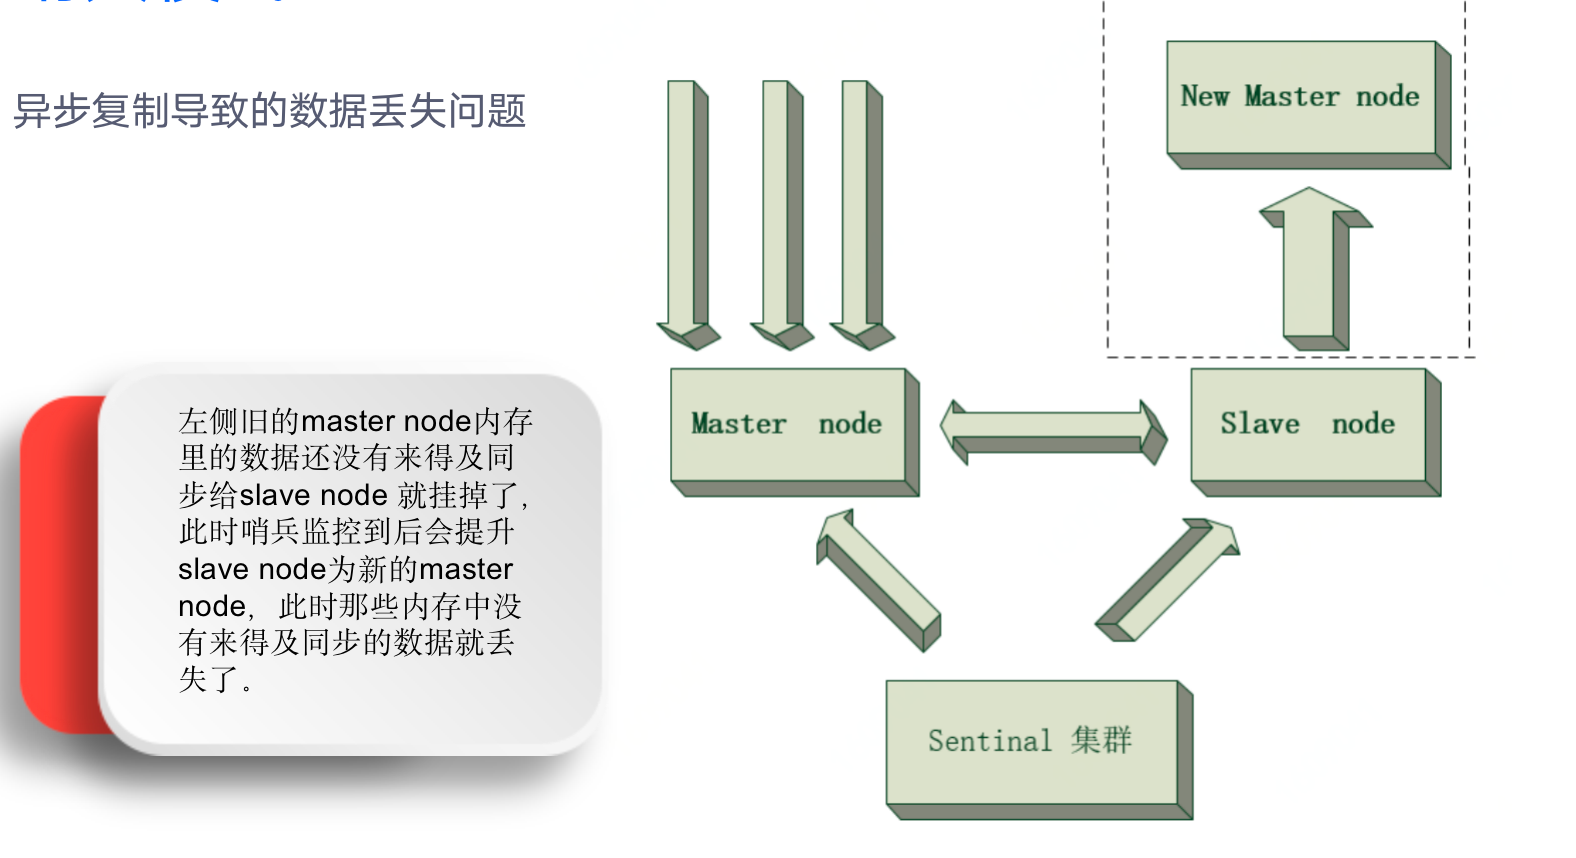 异步复制导致的数据丢失问题
New Master node
左侧旧的master node内存
里的数据还没有来得及同
步给slave node 就挂掉了，
此时哨兵监控到后会提升
slave node为新的master
node，此时那些内存中没
有来得及同步的数据就丢
失了。
Master node
Slave node
Sentinal 集群